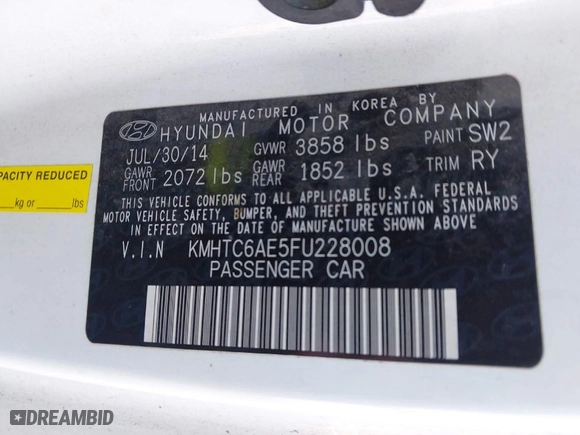 MANUFACTURED IN KOREA BY
HYUNDAI MOTOR COMPANY
JUL/30/14 GVWR 3858 lbs PAINT SW2
GAWR FRONT 2072 lbs GAWR REAR 1852 lbs TRIM RY
THIS VEHICLE CONFORMS TO ALL APPLICABLE U.S.A. FEDERAL
MOTOR VEHICLE SAFETY, BUMPER, AND THEFT PREVENTION STANDARDS
IN EFFECT ON THE DATE OF MANUFACTURE SHOWN ABOVE
V.I.N KMHTC6AE5FU228008
PASSENGER CAR
APACITY REDUCED
kg or lbs
DREAMBID